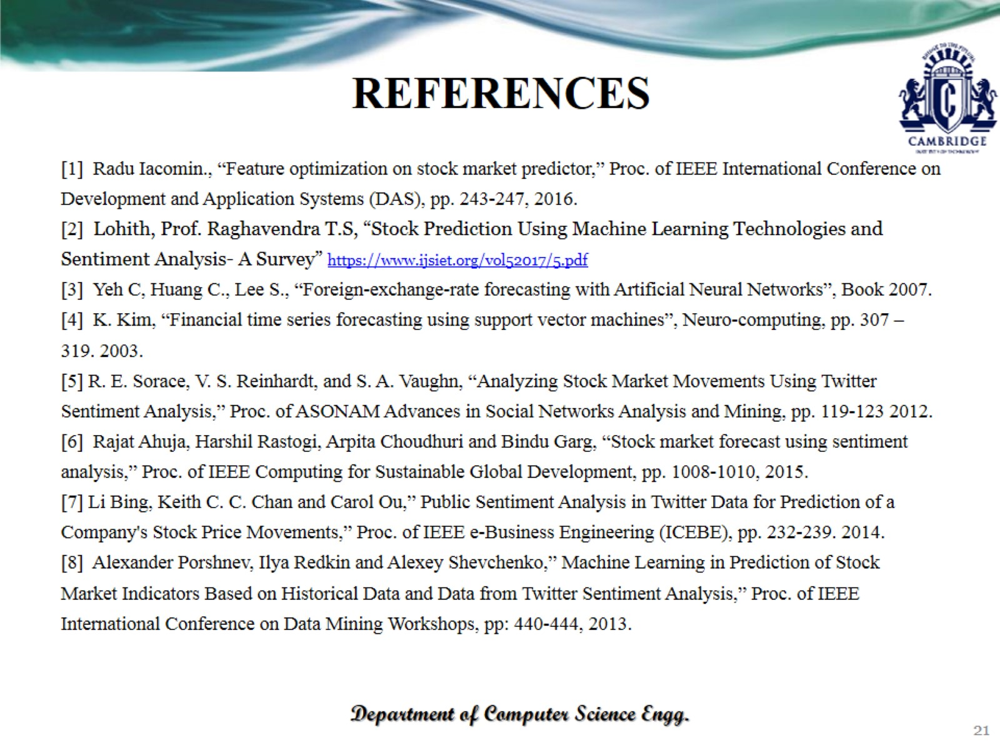 REFERENCES
CAMBRIDGE
[1] Radu Iacomin., “Feature optimization on stock market predictor,” Proc. of IEEE International Conference on
Development and Application Systems (DAS), pp. 243-247, 2016.
[2] Lohith, Prof. Raghavendra T.S, “Stock Prediction Using Machine Learning Technologies and
Sentiment Analysis- A Survey” https://www.ijsiet.org/vol52017/5.pdf
[3] Yeh C, Huang C., Lee S., “Foreign-exchange-rate forecasting with Artificial Neural Networks”, Book 2007.
[4] K. Kim, “Financial time series forecasting using support vector machines”, Neuro-computing, pp. 307 –
319. 2003.
[5] R. E. Sorace, V. S. Reinhardt, and S. A. Vaughn, “Analyzing Stock Market Movements Using Twitter
Sentiment Analysis,” Proc. of ASONAM Advances in Social Networks Analysis and Mining, pp. 119-123 2012.
[6] Rajat Ahuja, Harshil Rastogi, Arpita Choudhuri and Bindu Garg, “Stock market forecast using sentiment
analysis,” Proc. of IEEE Computing for Sustainable Global Development, pp. 1008-1010, 2015.
[7] Li Bing, Keith C. C. Chan and Carol Ou,” Public Sentiment Analysis in Twitter Data for Prediction of a
Company's Stock Price Movements,” Proc. of IEEE e-Business Engineering (ICEBE), pp. 232-239. 2014.
[8] Alexander Porshnev, Ilya Redkin and Alexey Shevchenko,” Machine Learning in Prediction of Stock
Market Indicators Based on Historical Data and Data from Twitter Sentiment Analysis,” Proc. of IEEE
International Conference on Data Mining Workshops, pp: 440-444, 2013.
Department of Computer Science Engg.
21